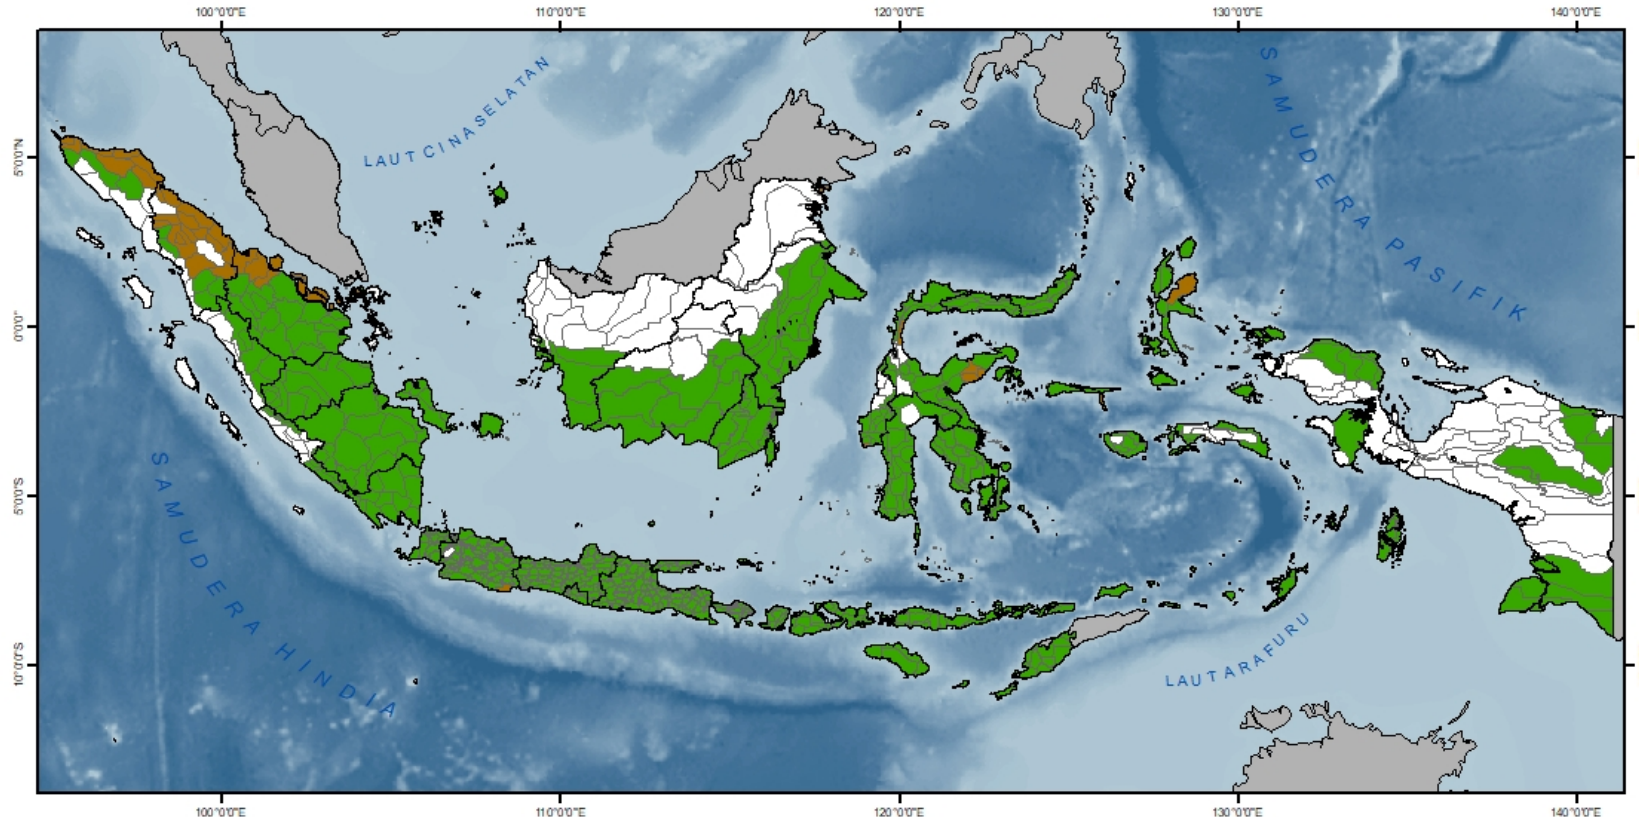 100°0'0"E 110°0'0"E 120°0'0"E 130°0'0"E 140°0'0"E
SAMUDERA PASIFIK
LAUT CINA SELATAN
5°0'0"N
0°0'0"
SAMUDERA HINDIA
5°0'0"S
LAUT ARAFURU
10°0'0"S
100°0'0"E 110°0'0"E 120°0'0"E 130°0'0"E 140°0'0"E